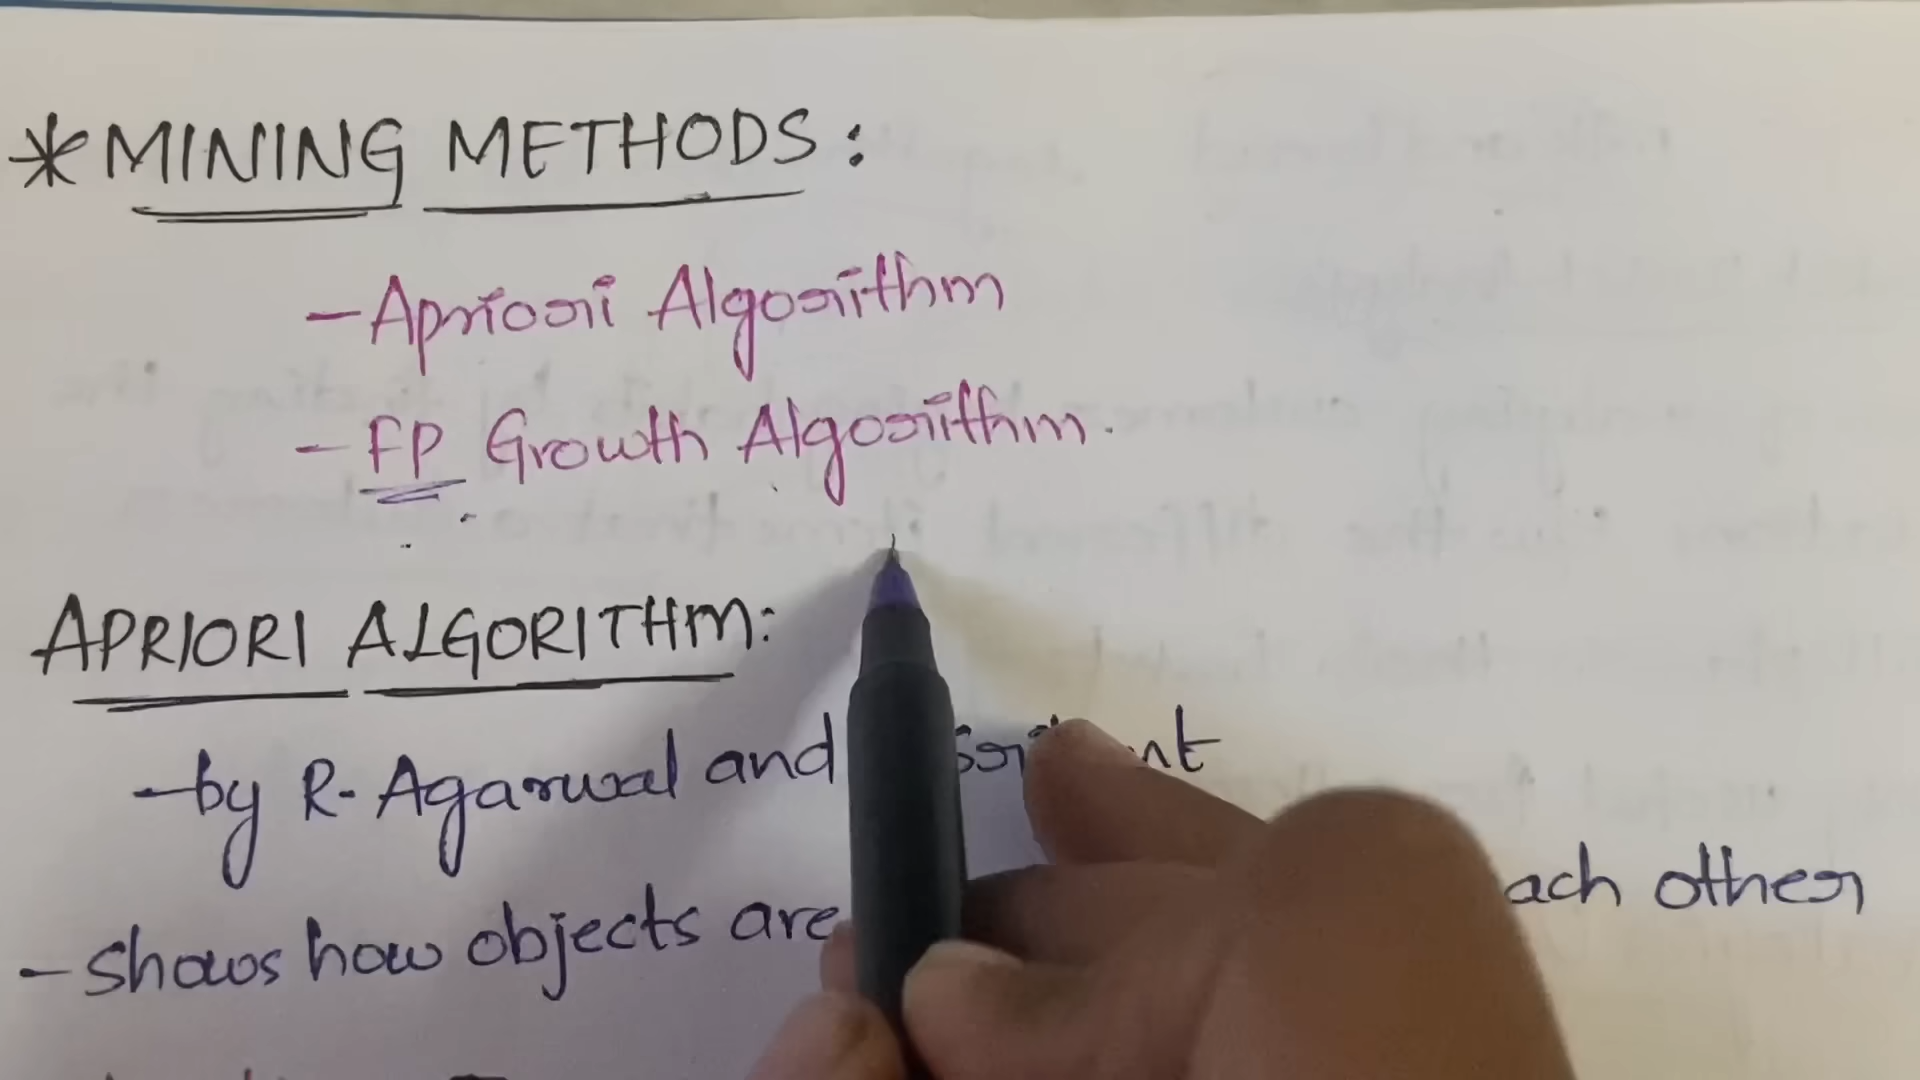 *MINING METHODS:
-Apriori Algorithm
-FP Growth Algorithm.
APRIORI ALGORITHM:
-by R-Agarwal and
-shows how objects are ach other